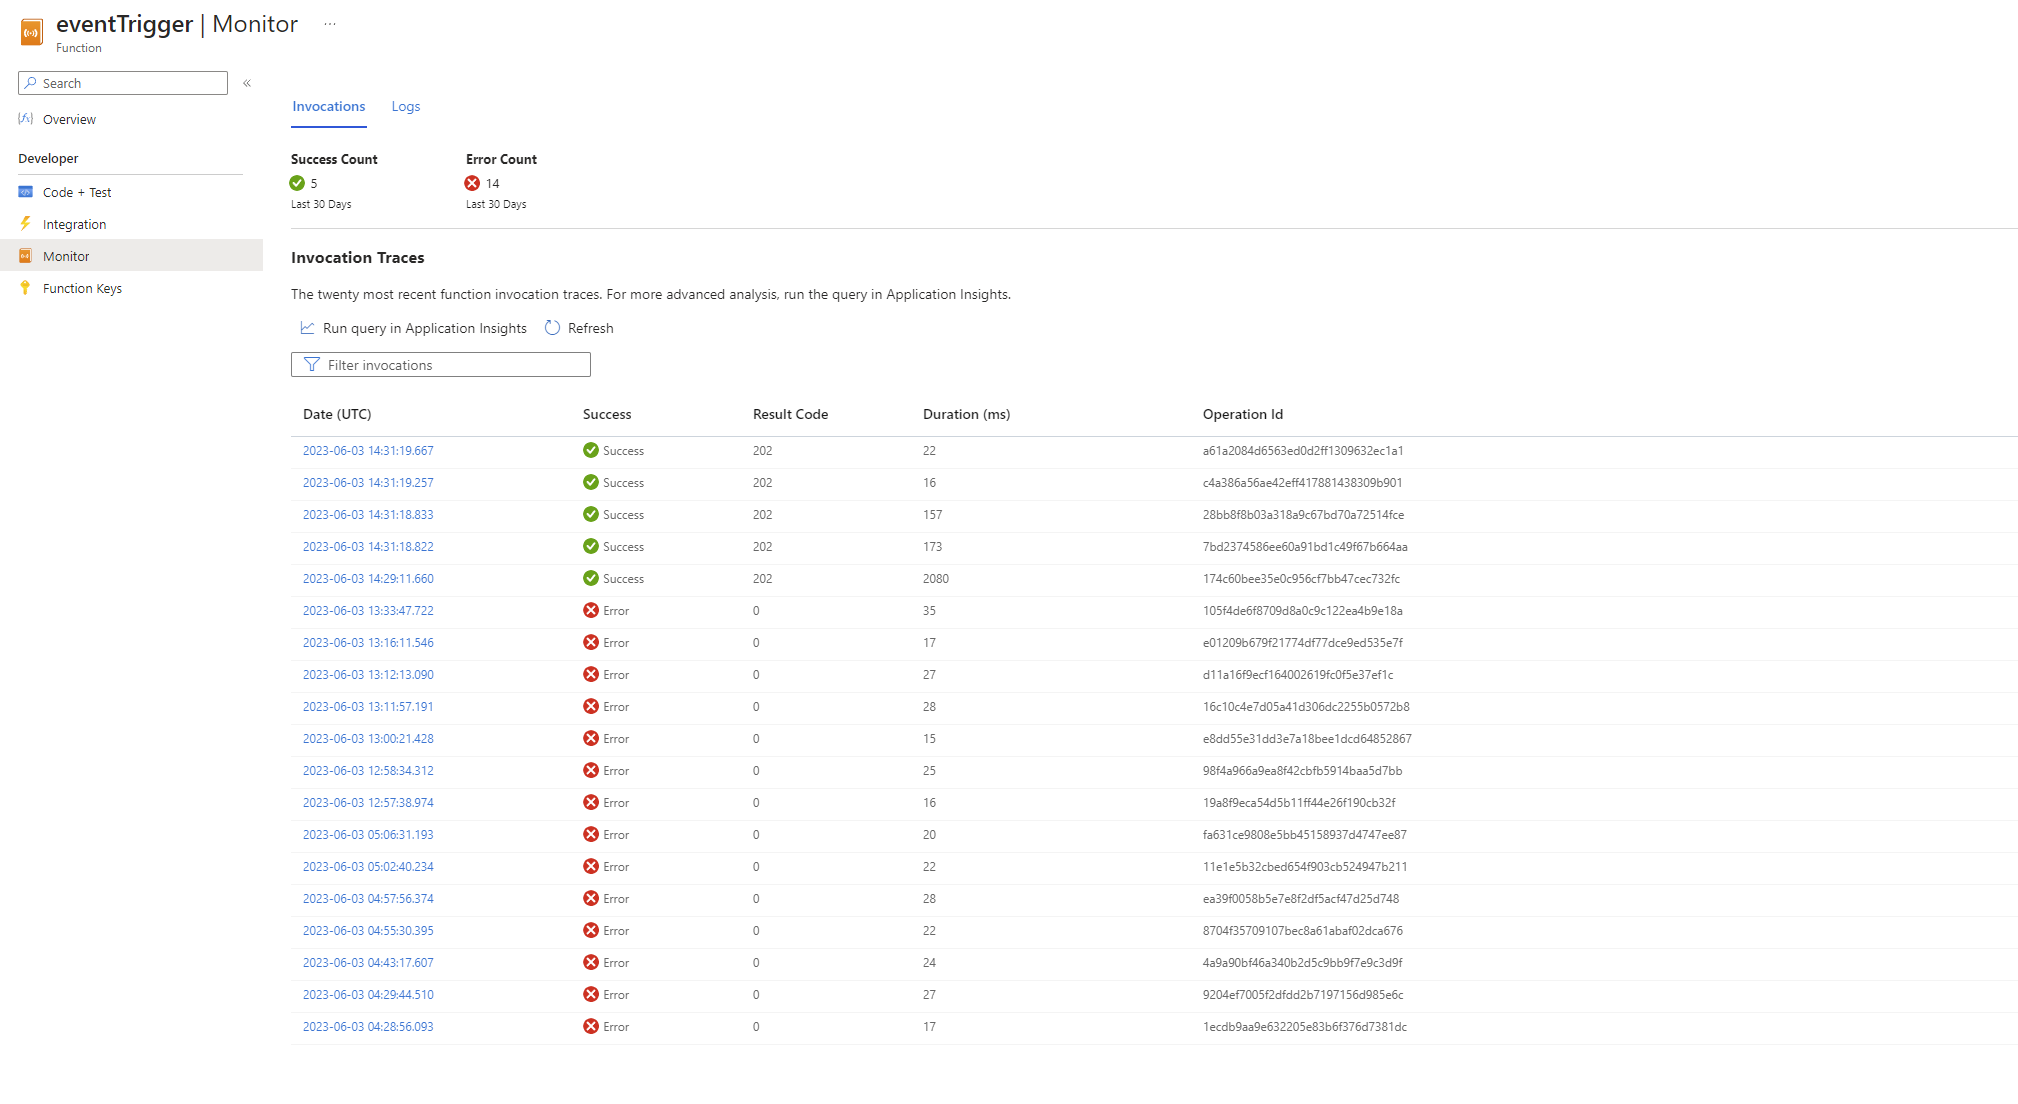 eventTrigger | Monitor ...
Function
Search «
Overview
Developer
Code + Test
Integration
Monitor
Function Keys
Invocations Logs
Success Count Error Count
5 14
Last 30 Days Last 30 Days
Invocation Traces
The twenty most recent function invocation traces. For more advanced analysis, run the query in Application Insights.
Run query in Application Insights Refresh
Filter invocations
Date (UTC) Success Result Code Duration (ms) Operation Id
2023-06-03 14:31:19.667 Success 202 22 a61a2084d6563ed0d2ff1309632ec1a1
2023-06-03 14:31:19.257 Success 202 16 c4a386a56ae42eff417881438309b901
2023-06-03 14:31:18.833 Success 202 157 28bb8f8b03a318a9c67bd70a72514fce
2023-06-03 14:31:18.822 Success 202 173 7bd2374586ee60a91bd1c49f67b664aa
2023-06-03 14:29:11.660 Success 202 2080 174c60bee35e0c956cf7bb47cec732fc
2023-06-03 13:33:47.722 Error 0 35 105f4de6f8709d8a0c9c122ea4b9e18a
2023-06-03 13:16:11.546 Error 0 17 e01209b679f21774df77dce9ed535e7f
2023-06-03 13:12:13.090 Error 0 27 d11a16f9ecf164002619fc0f5e37ef1c
2023-06-03 13:11:57.191 Error 0 28 16c10c4e7d05a41d306dc2255b0572b8
2023-06-03 13:00:21.428 Error 0 15 e8dd55e31dd3e7a18bee1dcd64852867
2023-06-03 12:58:34.312 Error 0 25 98f4a966a9ea8f42cbfb5914baa5d7bb
2023-06-03 12:57:38.974 Error 0 16 19a8f9eca54d5b11ff44e26f190cb32f
2023-06-03 05:06:31.193 Error 0 20 fa631ce9808e5bb45158937d4747ee87
2023-06-03 05:02:40.234 Error 0 22 11e1e5b32cbed654f903cb524947b211
2023-06-03 04:57:56.374 Error 0 28 ea39f0058b5e7e8f2df5acf47d25d748
2023-06-03 04:55:30.395 Error 0 22 8704f35709107bec8a61abaf02dca676
2023-06-03 04:43:17.607 Error 0 24 4a9a90bf46a340b2d5c9bb9f7e9c3d9f
2023-06-03 04:29:44.510 Error 0 27 9204ef7005f2dfdd2b7197156d985e6c
2023-06-03 04:28:56.093 Error 0 17 1ecdb9aa9e632205e83b6f376d7381dc